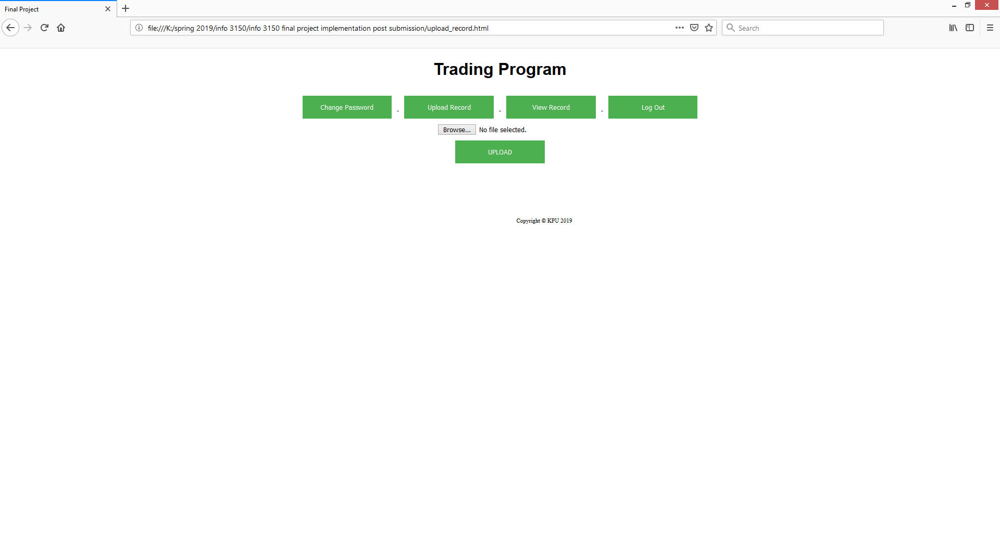 Final Project
file:///K:/spring 2019/info 3150/info 3150 final project implementation post submission/upload_record.html
Search
Trading Program
Change Password - Upload Record - View Record - Log Out
Browse... No file selected.
UPLOAD
Copyright © KPU 2019